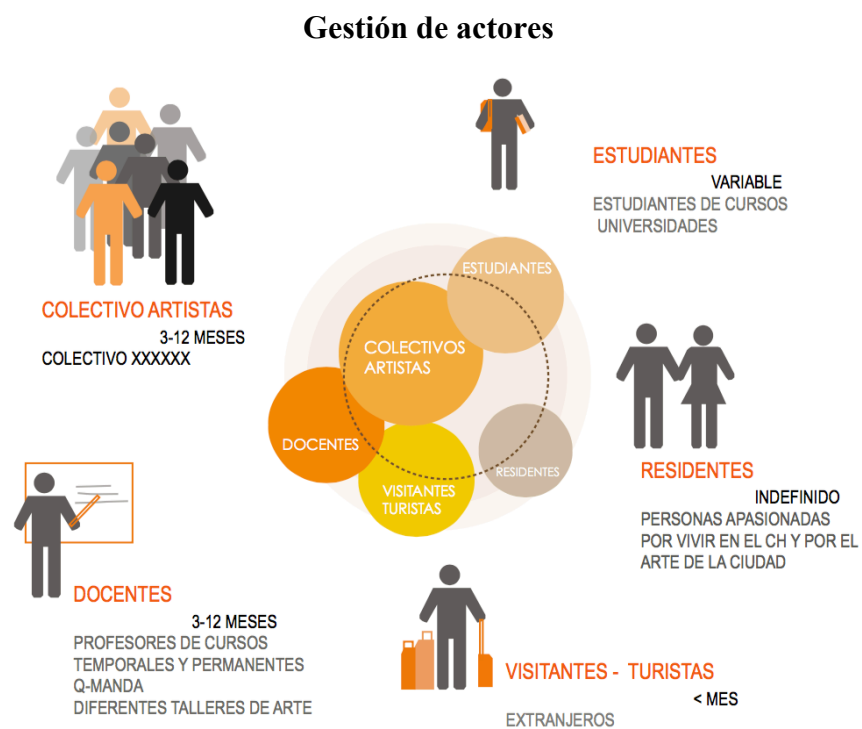 Gestión de actores
ESTUDIANTES
VARIABLE
ESTUDIANTES DE CURSOS
UNIVERSIDADES
COLECTIVO ARTISTAS
3-12 MESES
COLECTIVO XXXXXX
ESTUDIANTES
COLECTIVOS
ARTISTAS
DOCENTES
VISITANTES
TURISTAS
RESIDENTES
RESIDENTES
INDEFINIDO
PERSONAS APASIONADAS
POR VIVIR EN EL CH Y POR EL
ARTE DE LA CIUDAD
DOCENTES
3-12 MESES
PROFESORES DE CURSOS
TEMPORALES Y PERMANENTES
Q-MANDA
DIFERENTES TALLERES DE ARTE
VISITANTES - TURISTAS
< MES
EXTRANJEROS